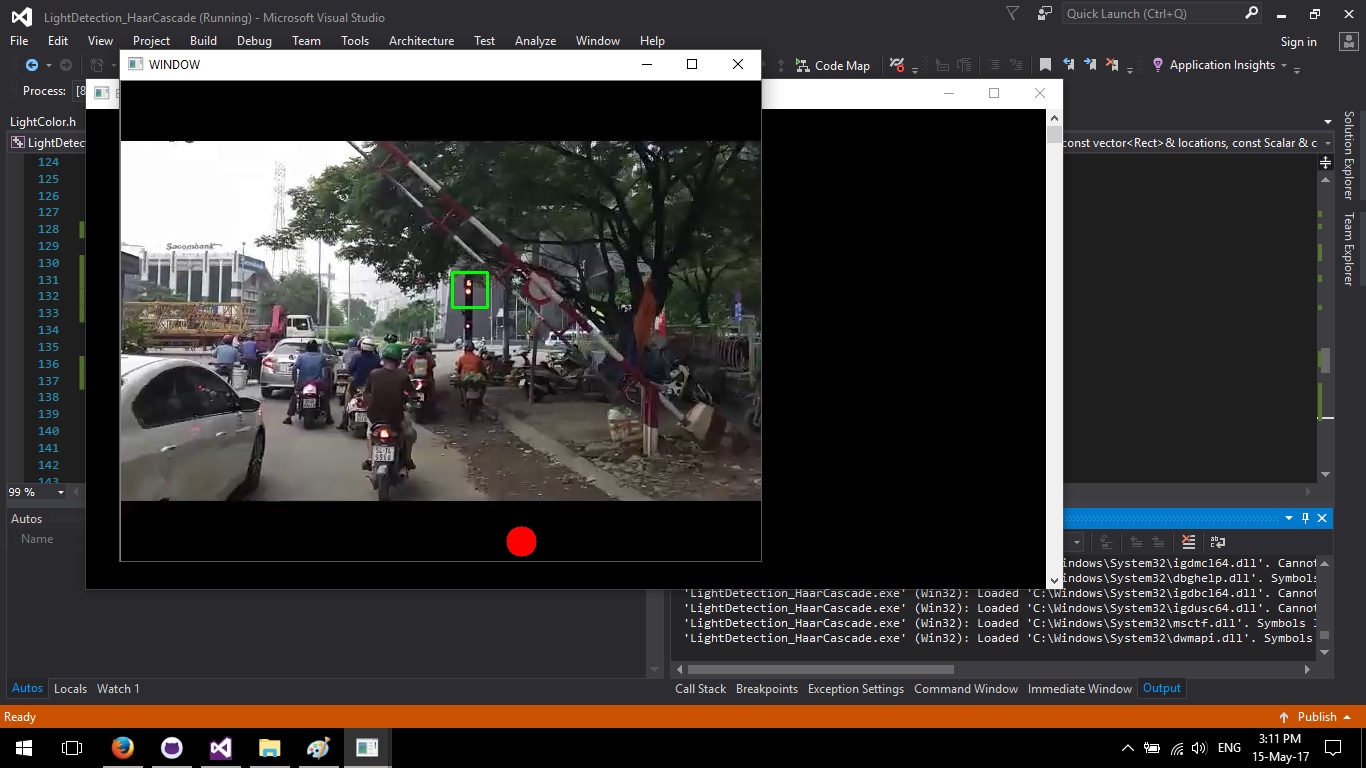 LightDetection_HaarCascade (Running) - Microsoft Visual Studio
Quick Launch (Ctrl+Q)
File Edit View Project Build Debug Team Tools Architecture Test Analyze Window Help
Sign in
WINDOW
Code Map
Application Insights
Process: [8
LightColor.h
LightDetec
const vector<Rect>& locations, const Scalar & c
Solution Explorer
Team Explorer
124
125
126
127
128
129
130
131
132
133
134
135
136
137
138
139
140
141
142
143
Sacombank
99 %
Autos
Name
indows\System32\igdmcl64.dll'. Cannot
indows\System32\dbghelp.dll'. Symbols
'LightDetection_HaarCascade.exe' (Win32): Loaded 'C:\Windows\System32\igdbcl64.dll'. Cannot
'LightDetection_HaarCascade.exe' (Win32): Loaded 'C:\Windows\System32\igdusc64.dll'. Cannot
'LightDetection_HaarCascade.exe' (Win32): Loaded 'C:\Windows\System32\msctf.dll'. Symbols l
'LightDetection_HaarCascade.exe' (Win32): Loaded 'C:\Windows\System32\dwmapi.dll'. Symbols
Autos Locals Watch 1
Call Stack Breakpoints Exception Settings Command Window Immediate Window Output
Ready
Publish
ENG
3:11 PM
15-May-17